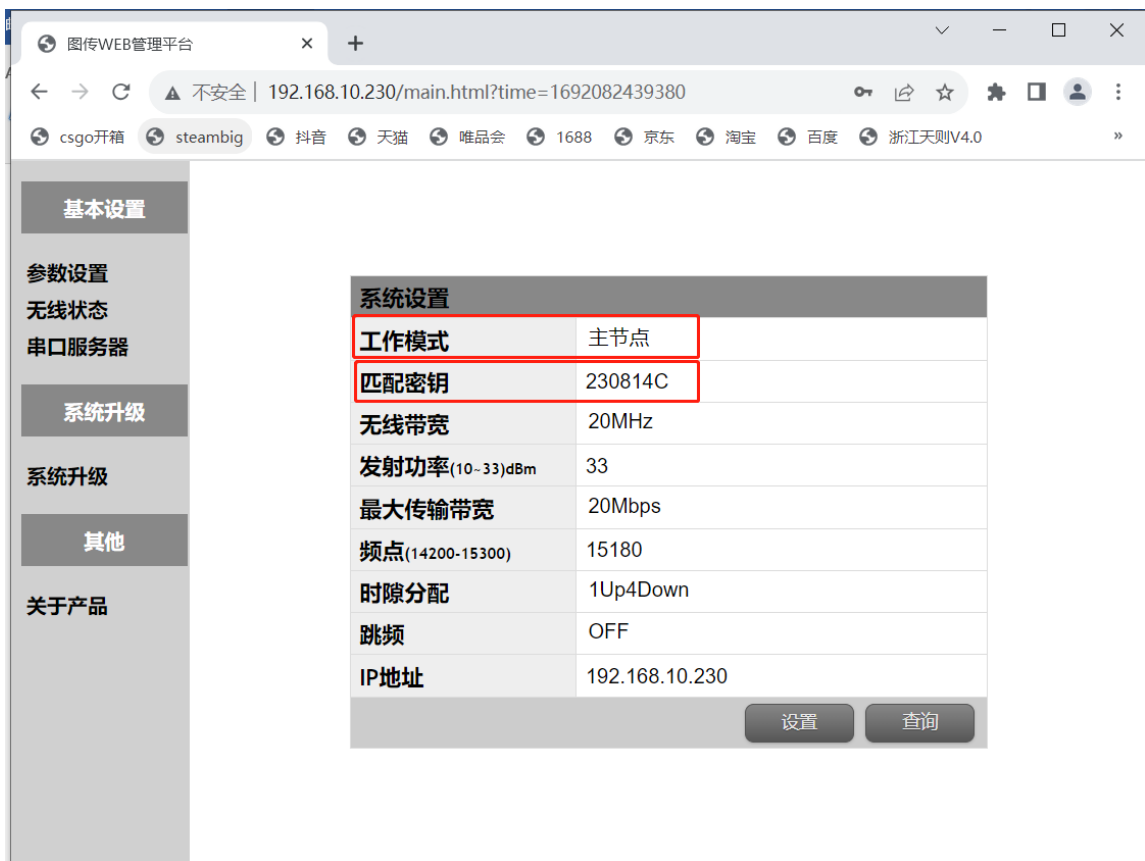 图传WEB管理平台
不安全 | 192.168.10.230/main.html?time=1692082439380
csgo开箱 steambig 抖音 天猫 唯品会 1688 京东 淘宝 百度 浙江天则V4.0 »
基本设置
参数设置
无线状态
串口服务器
系统升级
系统升级
其他
关于产品
系统设置
工作模式 主节点
匹配密钥 230814C
无线带宽 20MHz
发射功率(10~33)dBm 33
最大传输带宽 20Mbps
频点(14200-15300) 15180
时隙分配 1Up4Down
跳频 OFF
IP地址 192.168.10.230
设置 查询